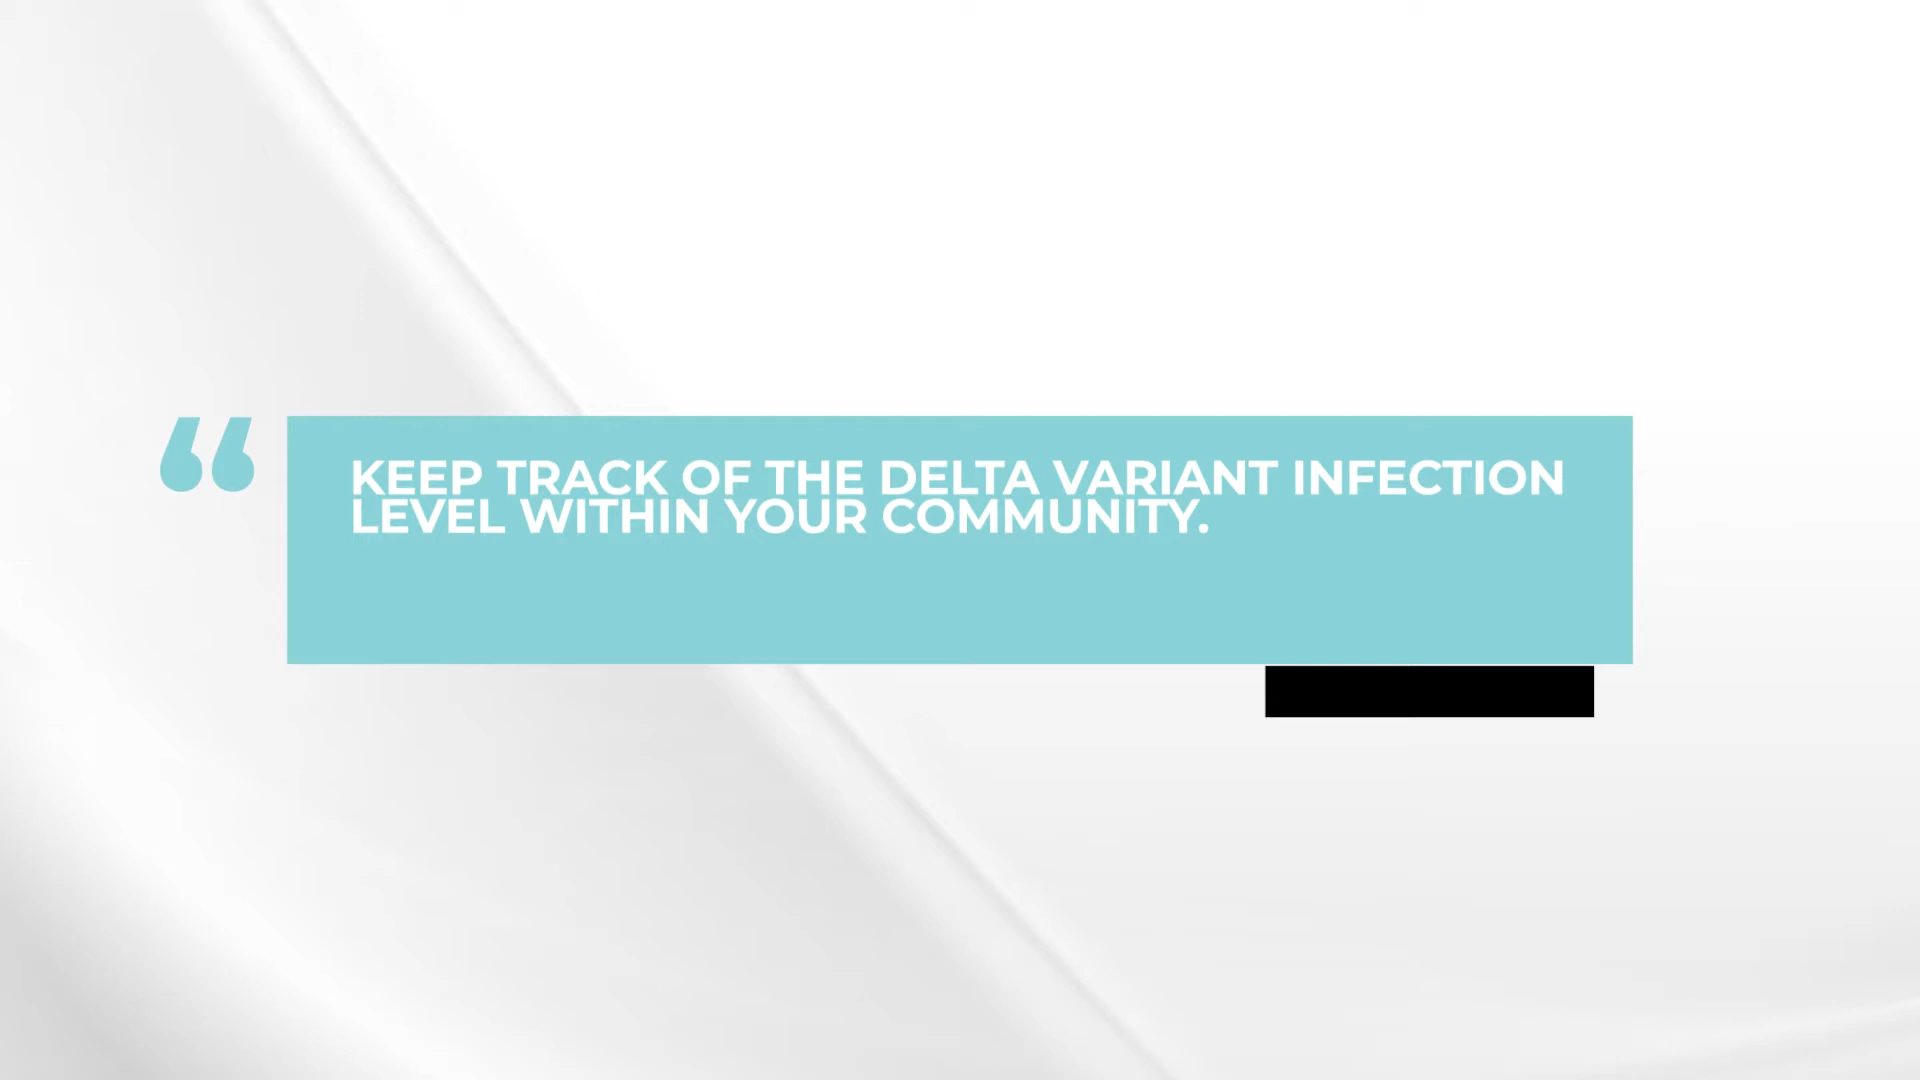 “
KEEP TRACK OF THE DELTA VARIANT INFECTION
LEVEL WITHIN YOUR COMMUNITY.